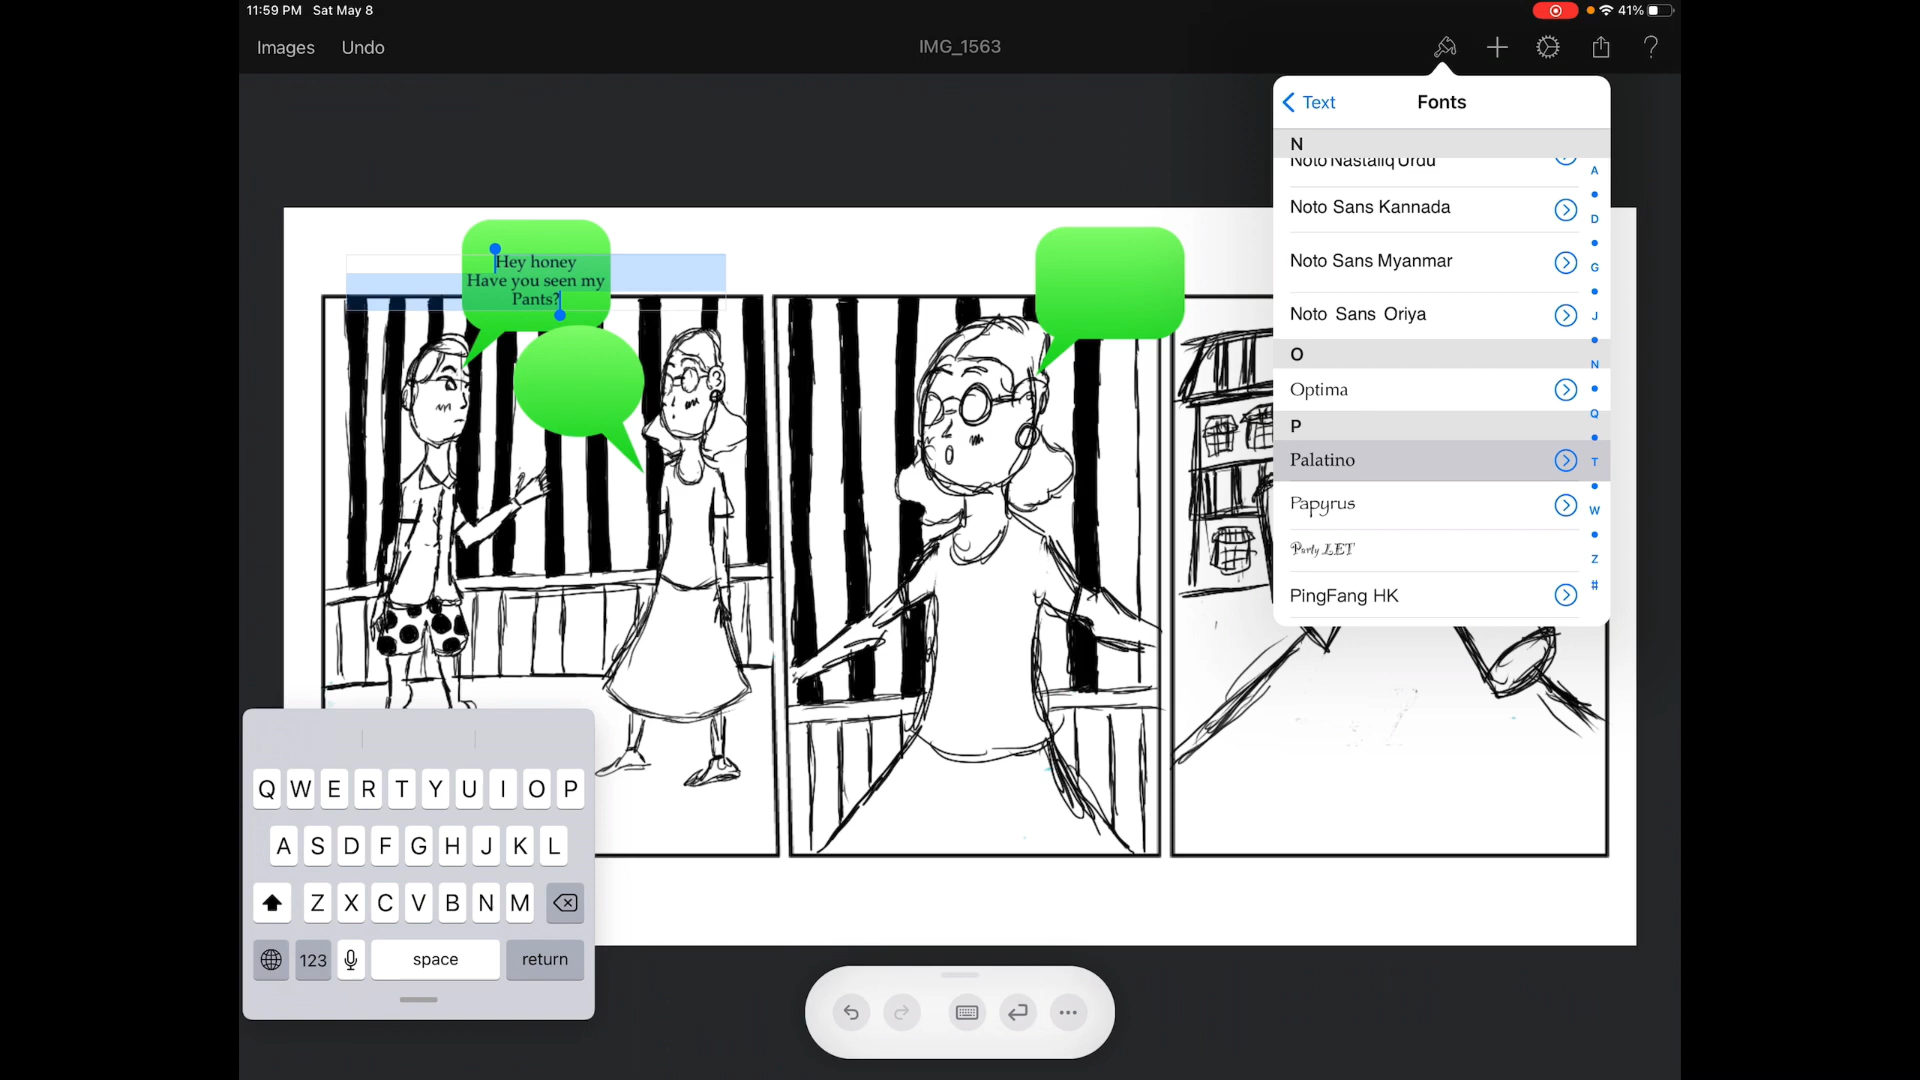 11:59 PM Sat May 8
41%
Images Undo
IMG_1563
?
Text
Fonts
N
Noto Nastaliq Urdu
Noto Sans Kannada
Noto Sans Myanmar
Noto Sans Oriya
O
Optima
P
Palatino
Papyrus
Party LET
PingFang HK
A
D
G
J
N
Q
T
W
Z
#
Hey honey
Have you seen my
Pants?
Q W E R T Y U I O P
A S D F G H J K L
Z X C V B N M
123 space return